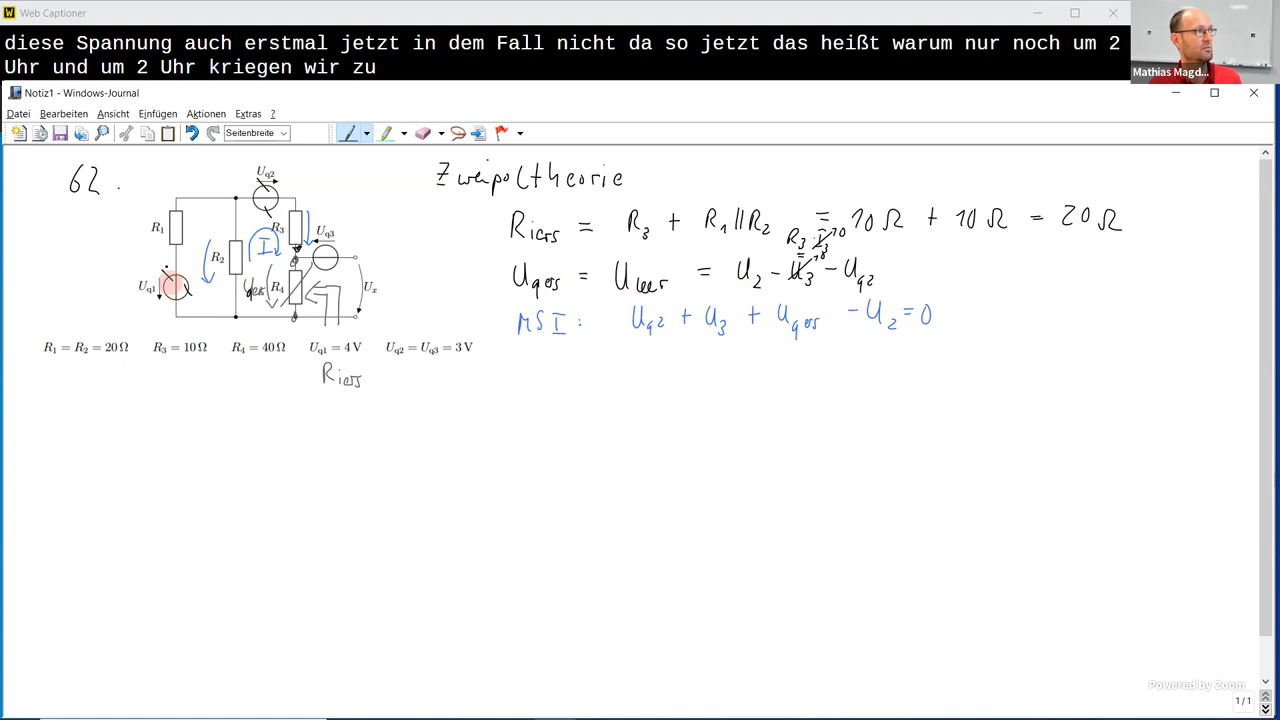 Web Captioner
diese Spannung auch erstmal jetzt in dem Fall nicht da so jetzt das heißt warum nur noch um 2
Uhr und um 2 Uhr kriegen wir zu
Mathias Magd...
Notiz1 - Windows-Journal
Datei Bearbeiten Ansicht Einfügen Aktionen Extras ?
Seitenbreite
62.
Zweipoltheorie
Uq2
R1
R2
R3
I
Uq3
Uq1
Uqers
R4
Ux
Riers = R3 + R1 || R2 = 10 Ω + 10 Ω = 20 Ω
R3 · I3 → 0
Uqers = Uleer = U2 - U3 - Uq2
MS I: Uq2 + U3 + Uqers - U2 = 0
R1 = R2 = 20 Ω R3 = 10 Ω R4 = 40 Ω Uq1 = 4 V Uq2 = Uq3 = 3 V
Riers
Powered by Zoom
1 / 1